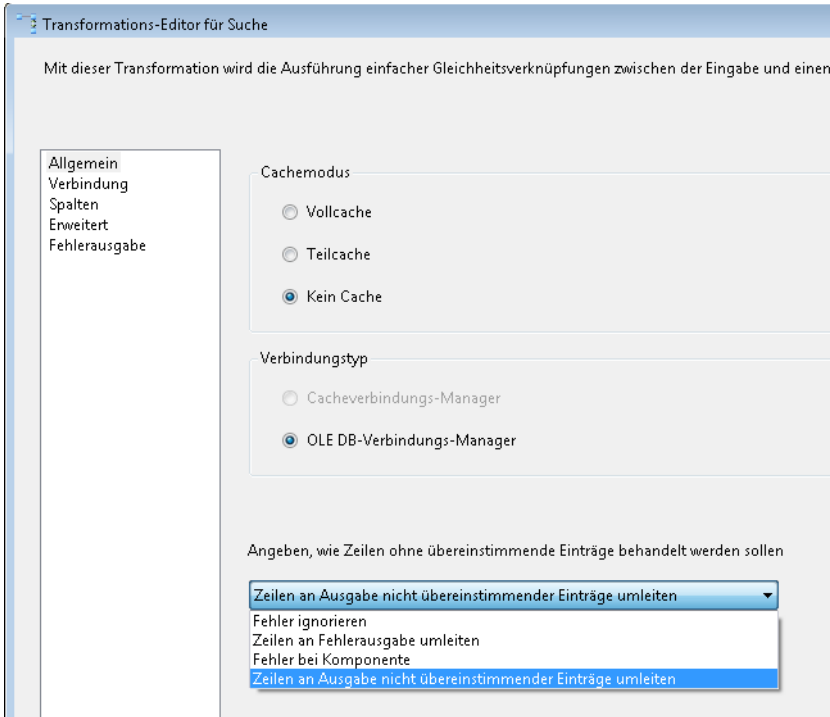 Transformations-Editor für Suche
Mit dieser Transformation wird die Ausführung einfacher Gleichheitsverknüpfungen zwischen der Eingabe und einen
Allgemein
Verbindung
Spalten
Erweitert
Fehlerausgabe
Cachemodus
Vollcache
Teilcache
Kein Cache
Verbindungstyp
Cacheverbindungs-Manager
OLE DB-Verbindungs-Manager
Angeben, wie Zeilen ohne übereinstimmende Einträge behandelt werden sollen
Zeilen an Ausgabe nicht übereinstimmender Einträge umleiten
Fehler ignorieren
Zeilen an Fehlerausgabe umleiten
Fehler bei Komponente
Zeilen an Ausgabe nicht übereinstimmender Einträge umleiten